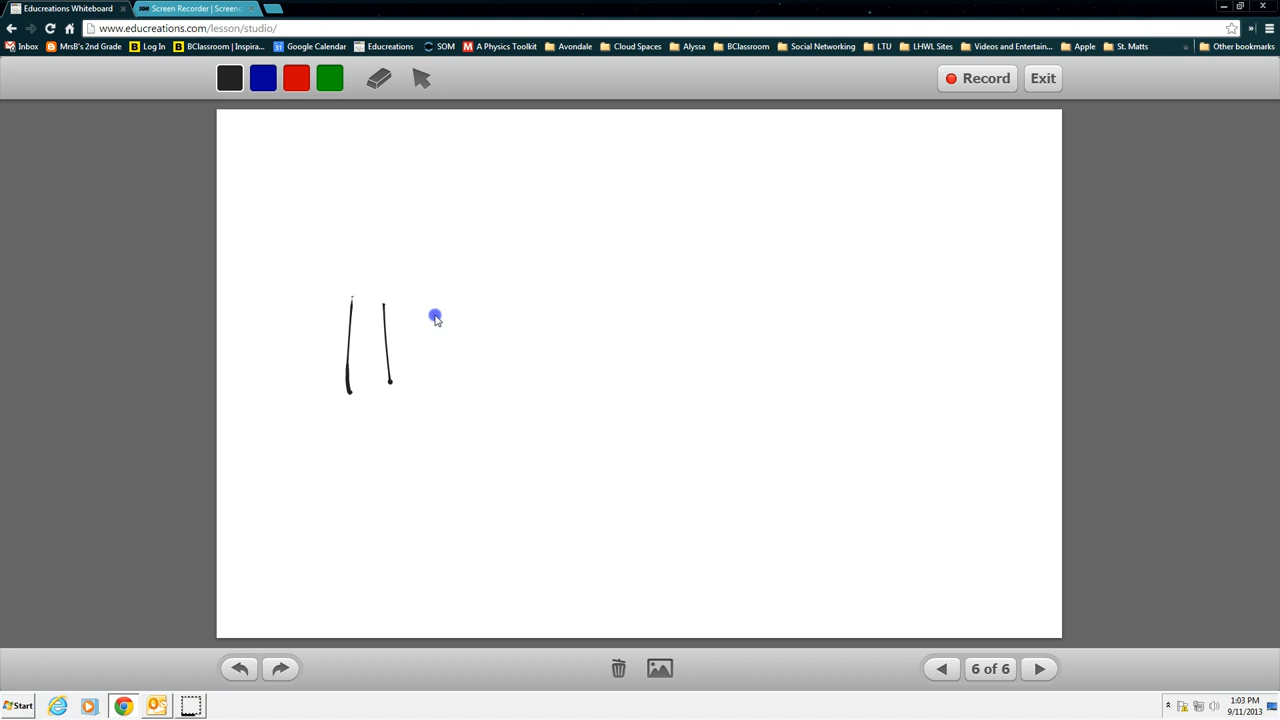 Educreations Whiteboard
Screen Recorder | Screenc
www.educreations.com/lesson/studio/
Inbox MrsB's 2nd Grade Log In BClassroom | Inspira... Google Calendar Educreations SOM A Physics Toolkit Avondale Cloud Spaces Alyssa BClassroom Social Networking LTU LHWL Sites Videos and Entertain... Apple St. Matts » Other bookmarks
Record Exit
11
6 of 6
Start
1:03 PM
9/11/2013